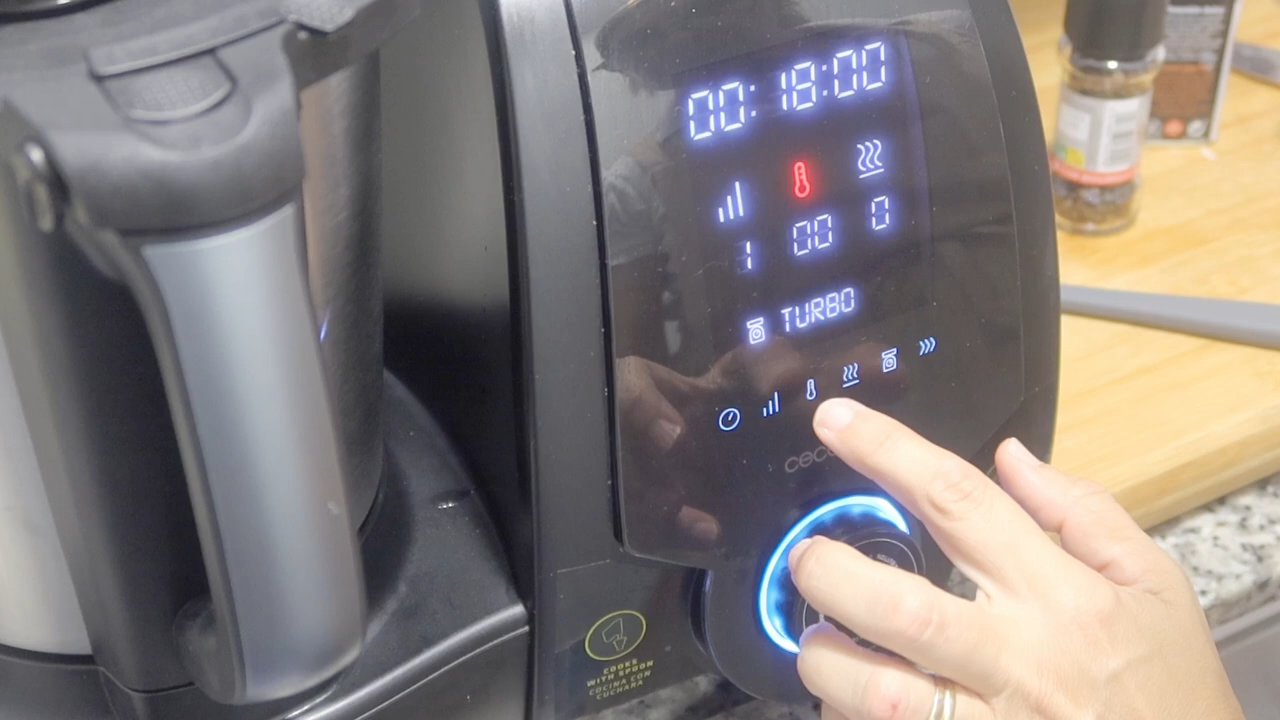 00:18:00
1 00 0
TURBO
COOKS
WITH SPOON
COCINA CON
CUCHARA